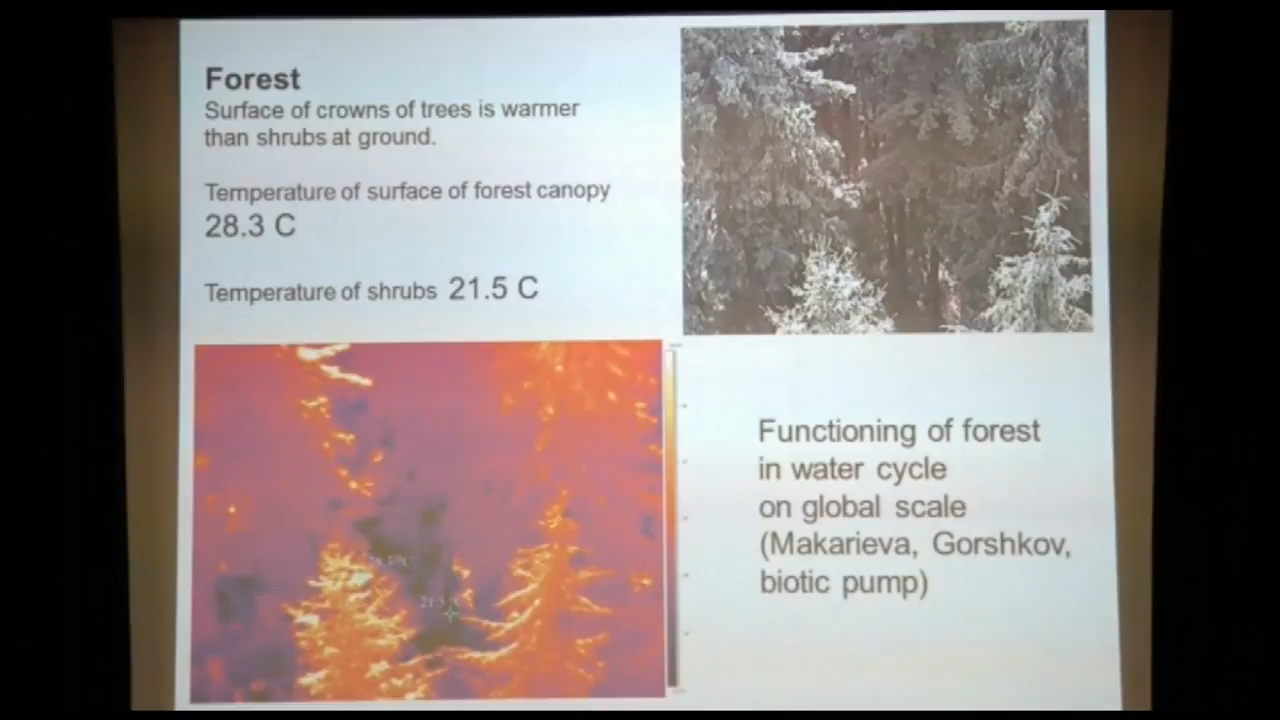 Forest
Surface of crowns of trees is warmer
than shrubs at ground.
Temperature of surface of forest canopy
28.3 C
Temperature of shrubs 21.5 C
Functioning of forest
in water cycle
on global scale
(Makarieva, Gorshkov,
biotic pump)